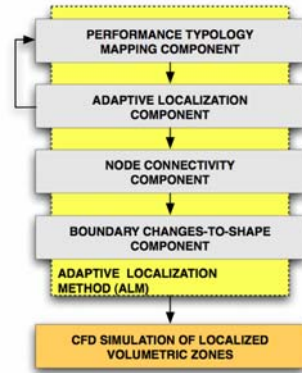 PERFORMANCE TYPOLOGY
MAPPING COMPONENT
ADAPTIVE LOCALIZATION
COMPONENT
NODE CONNECTIVITY
COMPONENT
BOUNDARY CHANGES-TO-SHAPE
COMPONENT
ADAPTIVE LOCALIZATION
METHOD (ALM)
CFD SIMULATION OF LOCALIZED
VOLUMETRIC ZONES